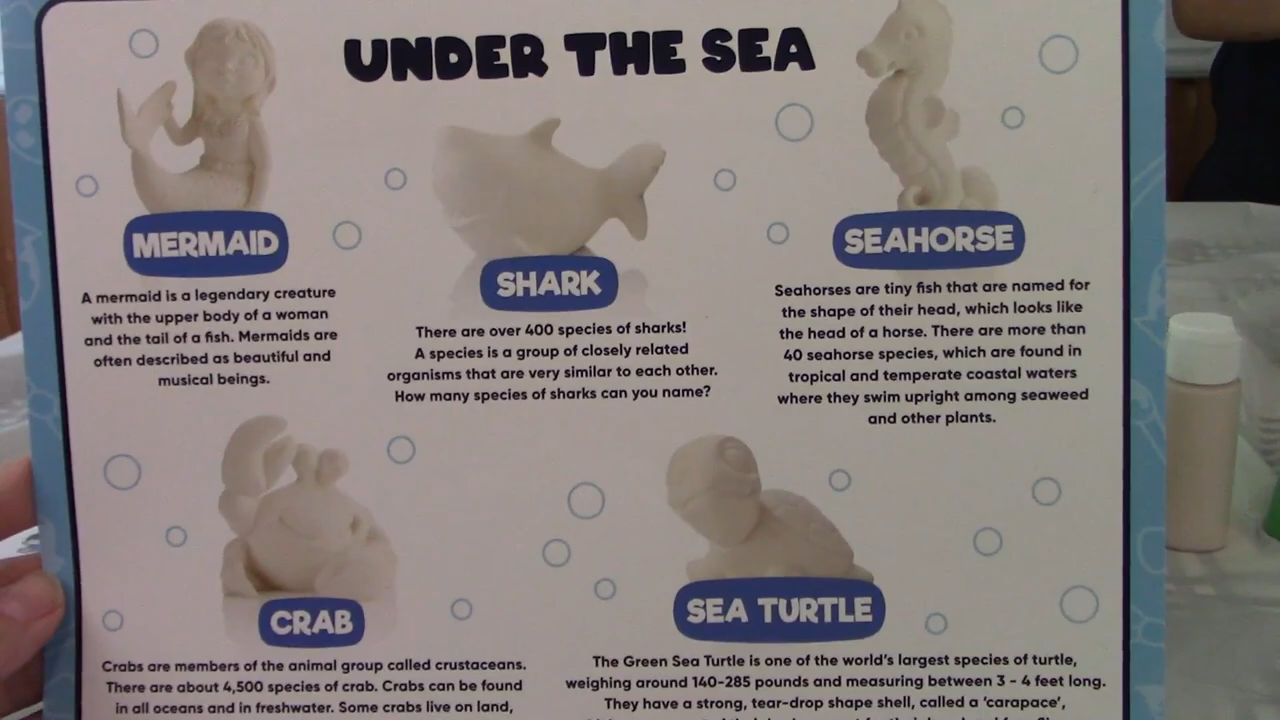 UNDER THE SEA
MERMAID
A mermaid is a legendary creature
with the upper body of a woman
and the tail of a fish. Mermaids are
often described as beautiful and
musical beings.
SHARK
There are over 400 species of sharks!
A species is a group of closely related
organisms that are very similar to each other.
How many species of sharks can you name?
SEAHORSE
Seahorses are tiny fish that are named for
the shape of their head, which looks like
the head of a horse. There are more than
40 seahorse species, which are found in
tropical and temperate coastal waters
where they swim upright among seaweed
and other plants.
CRAB
Crabs are members of the animal group called crustaceans.
There are about 4,500 species of crab. Crabs can be found
in all oceans and in freshwater. Some crabs live on land,
SEA TURTLE
The Green Sea Turtle is one of the world's largest species of turtle,
weighing around 140-285 pounds and measuring between 3 - 4 feet long.
They have a strong, tear-drop shape shell, called a 'carapace',